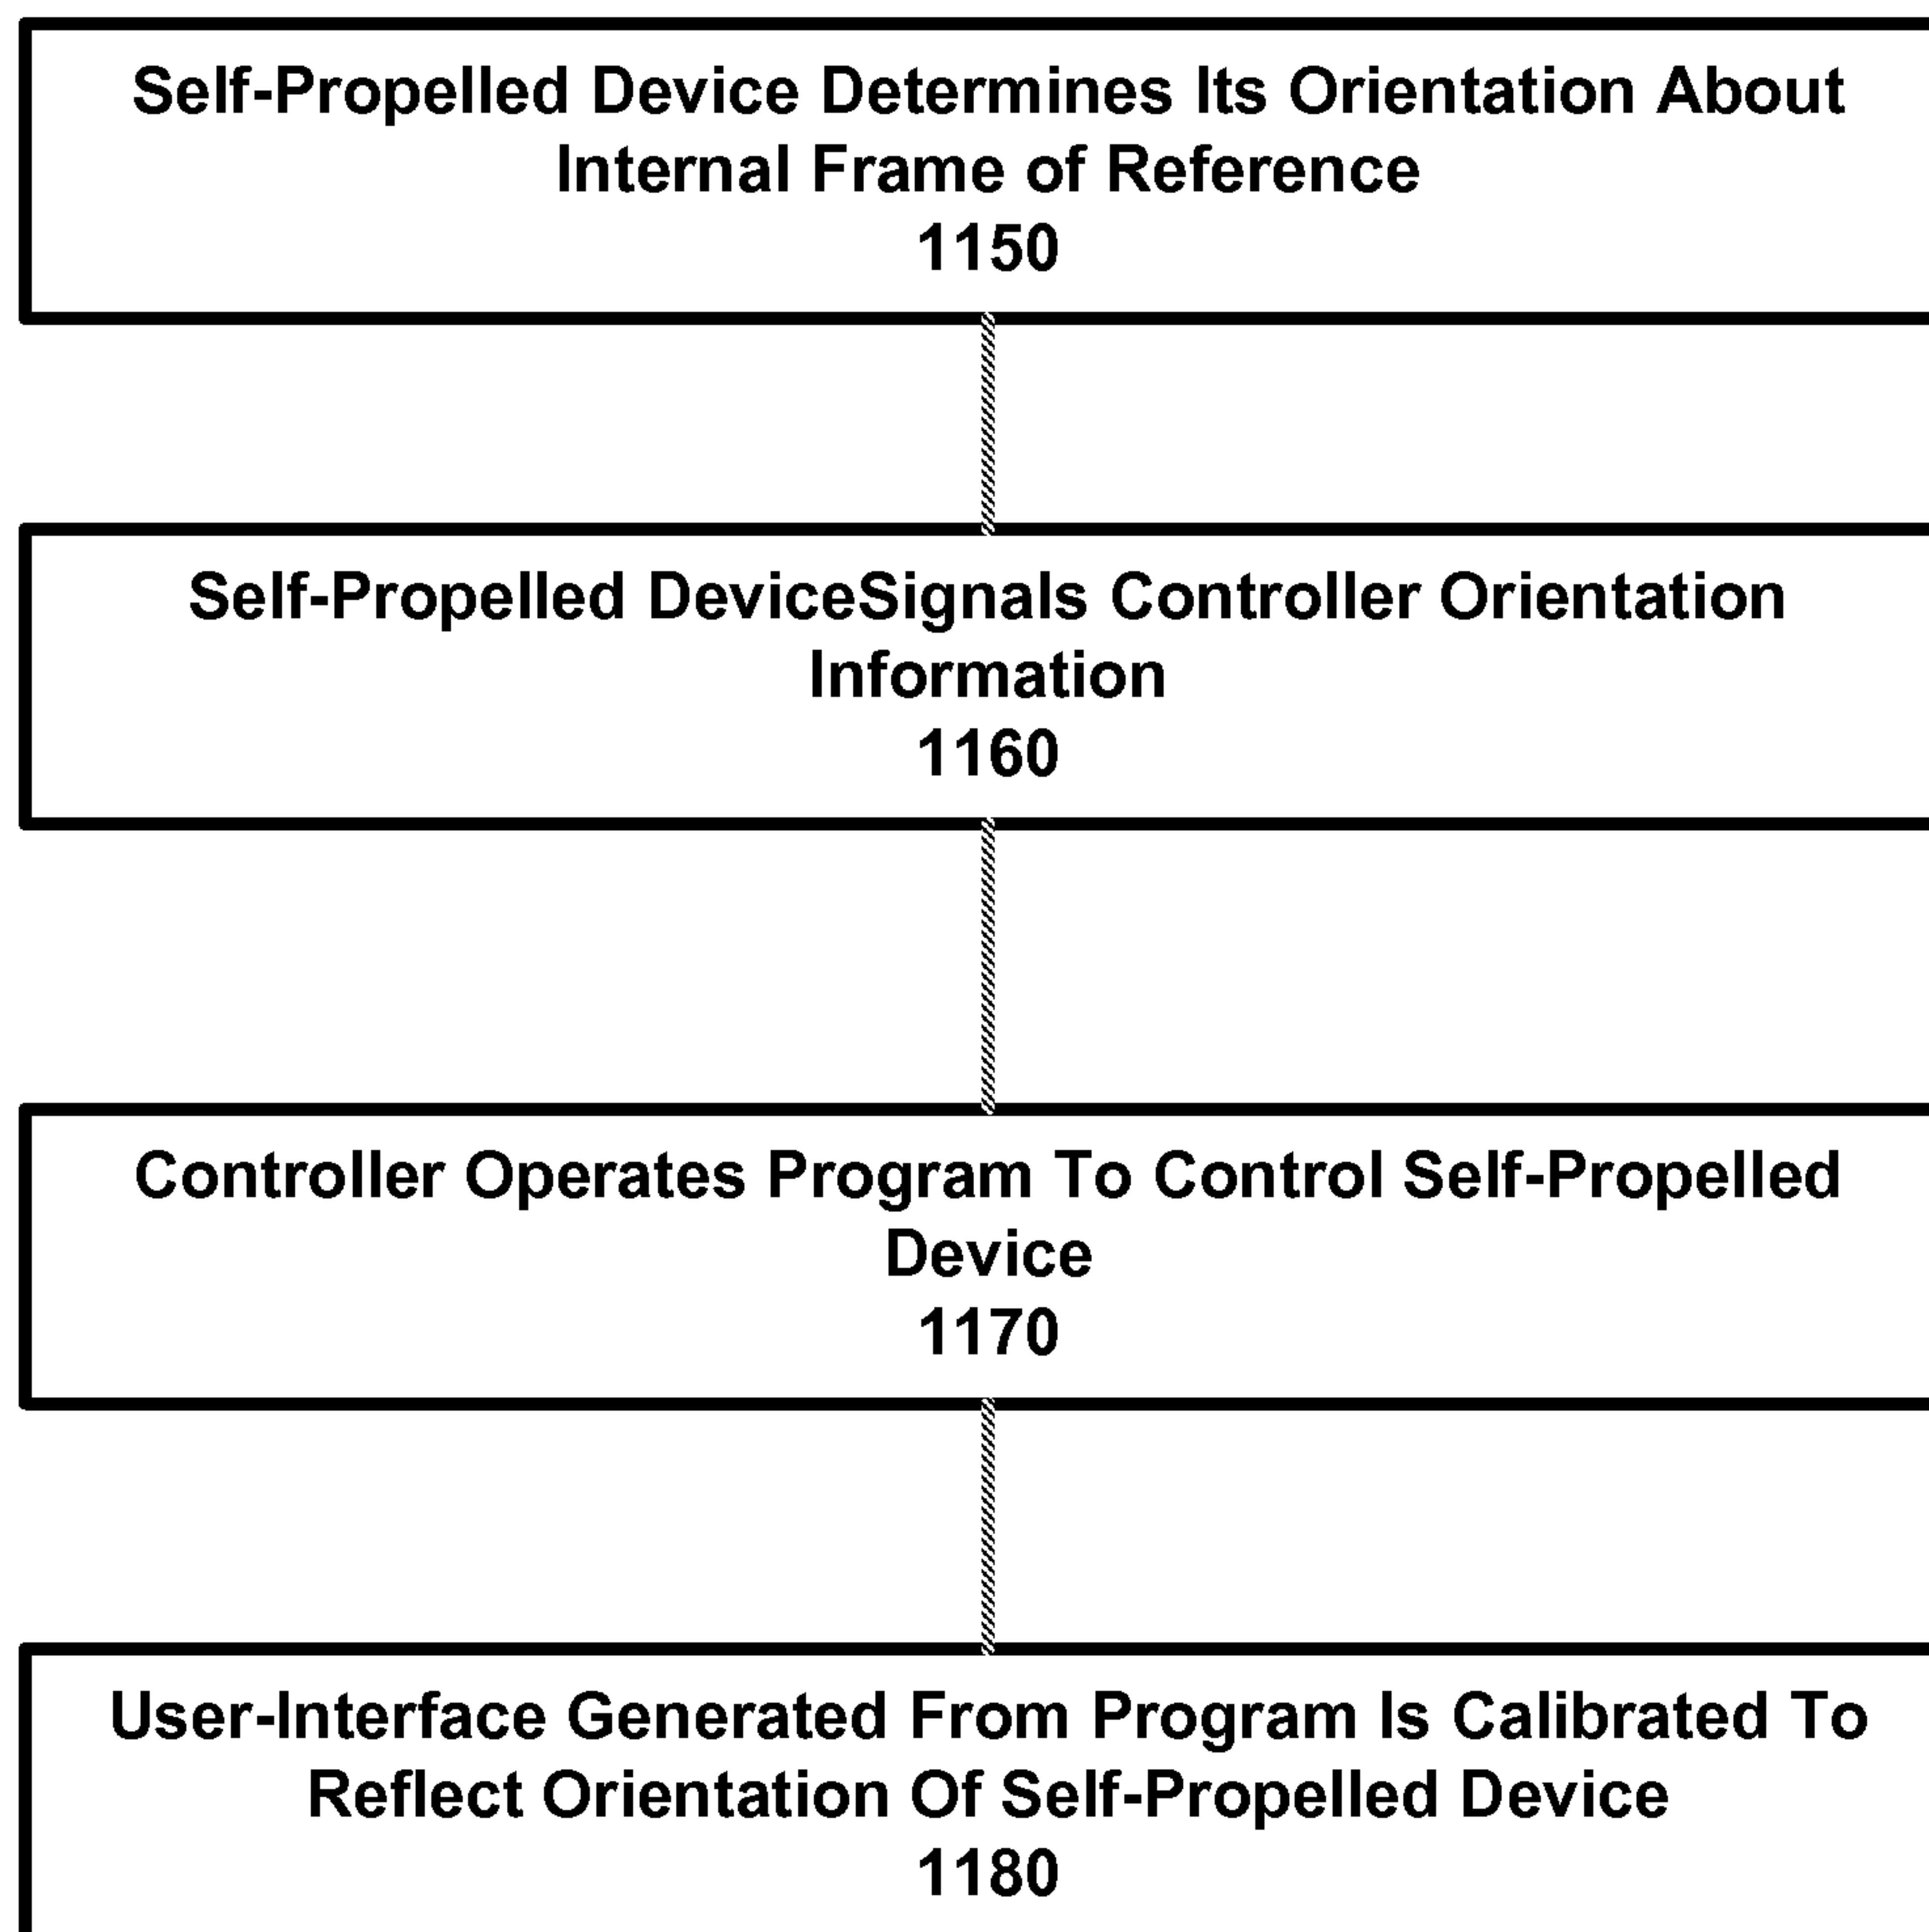 Self-Propelled Device Determines Its Orientation About
Internal Frame of Reference
1150
Self-Propelled DeviceSignals Controller Orientation
Information
1160
Controller Operates Program To Control Self-Propelled
Device
1170
User-Interface Generated From Program Is Calibrated To
Reflect Orientation Of Self-Propelled Device
1180